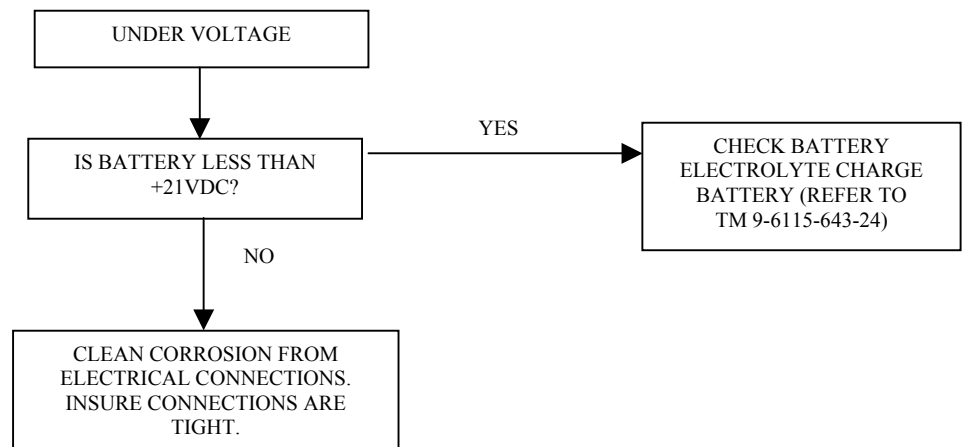 UNDER VOLTAGE
IS BATTERY LESS THAN
+21VDC?
YES
CHECK BATTERY
ELECTROLYTE CHARGE
BATTERY (REFER TO
TM 9-6115-643-24)
NO
CLEAN CORROSION FROM
ELECTRICAL CONNECTIONS.
INSURE CONNECTIONS ARE
TIGHT.